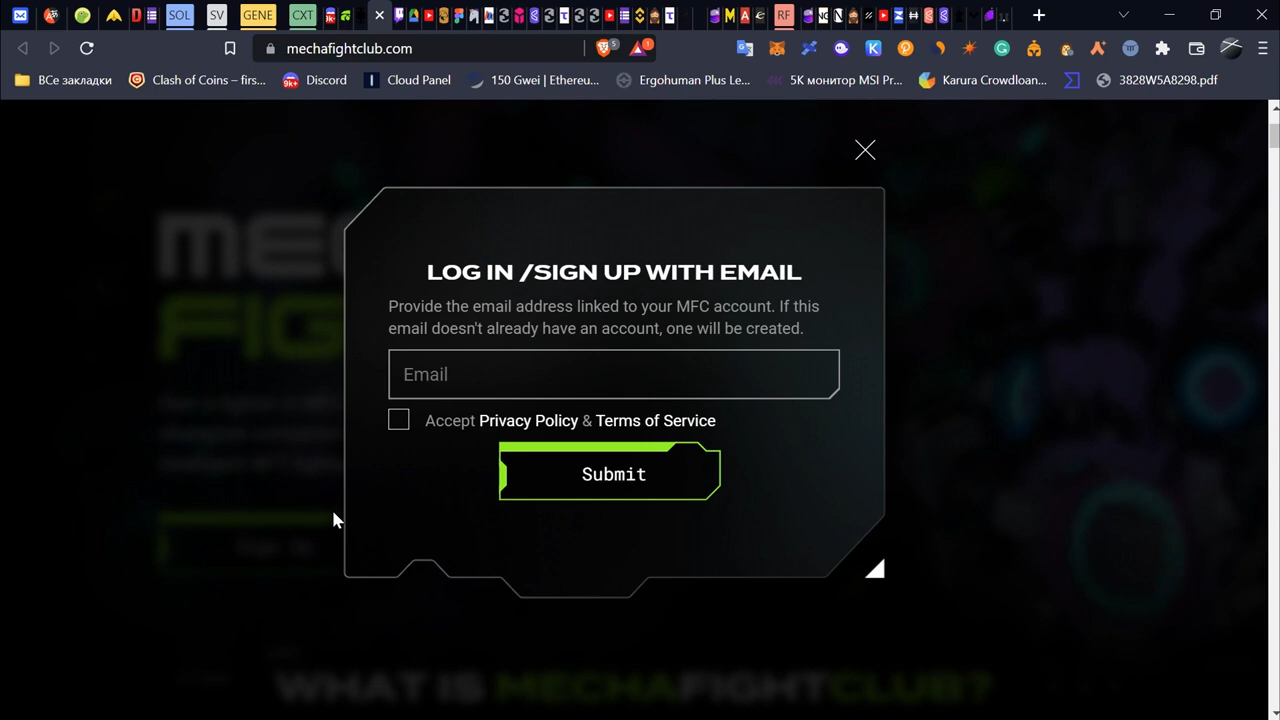 SOL
SV
GENE
CXT
RF
mechafightclub.com
5
1
ВСе закладки
Clash of Coins – firs...
9K+
Discord
Cloud Panel
150 Gwei | Ethereu...
Ergohuman Plus Le...
5K монитор MSI Pr...
Karura Crowdloan...
3828W5A8298.pdf
LOG IN /SIGN UP WITH EMAIL
Provide the email address linked to your MFC account. If this
email doesn't already have an account, one will be created.
Email
Accept Privacy Policy & Terms of Service
Submit
WHAT IS MECHAFIGHTCLUB?